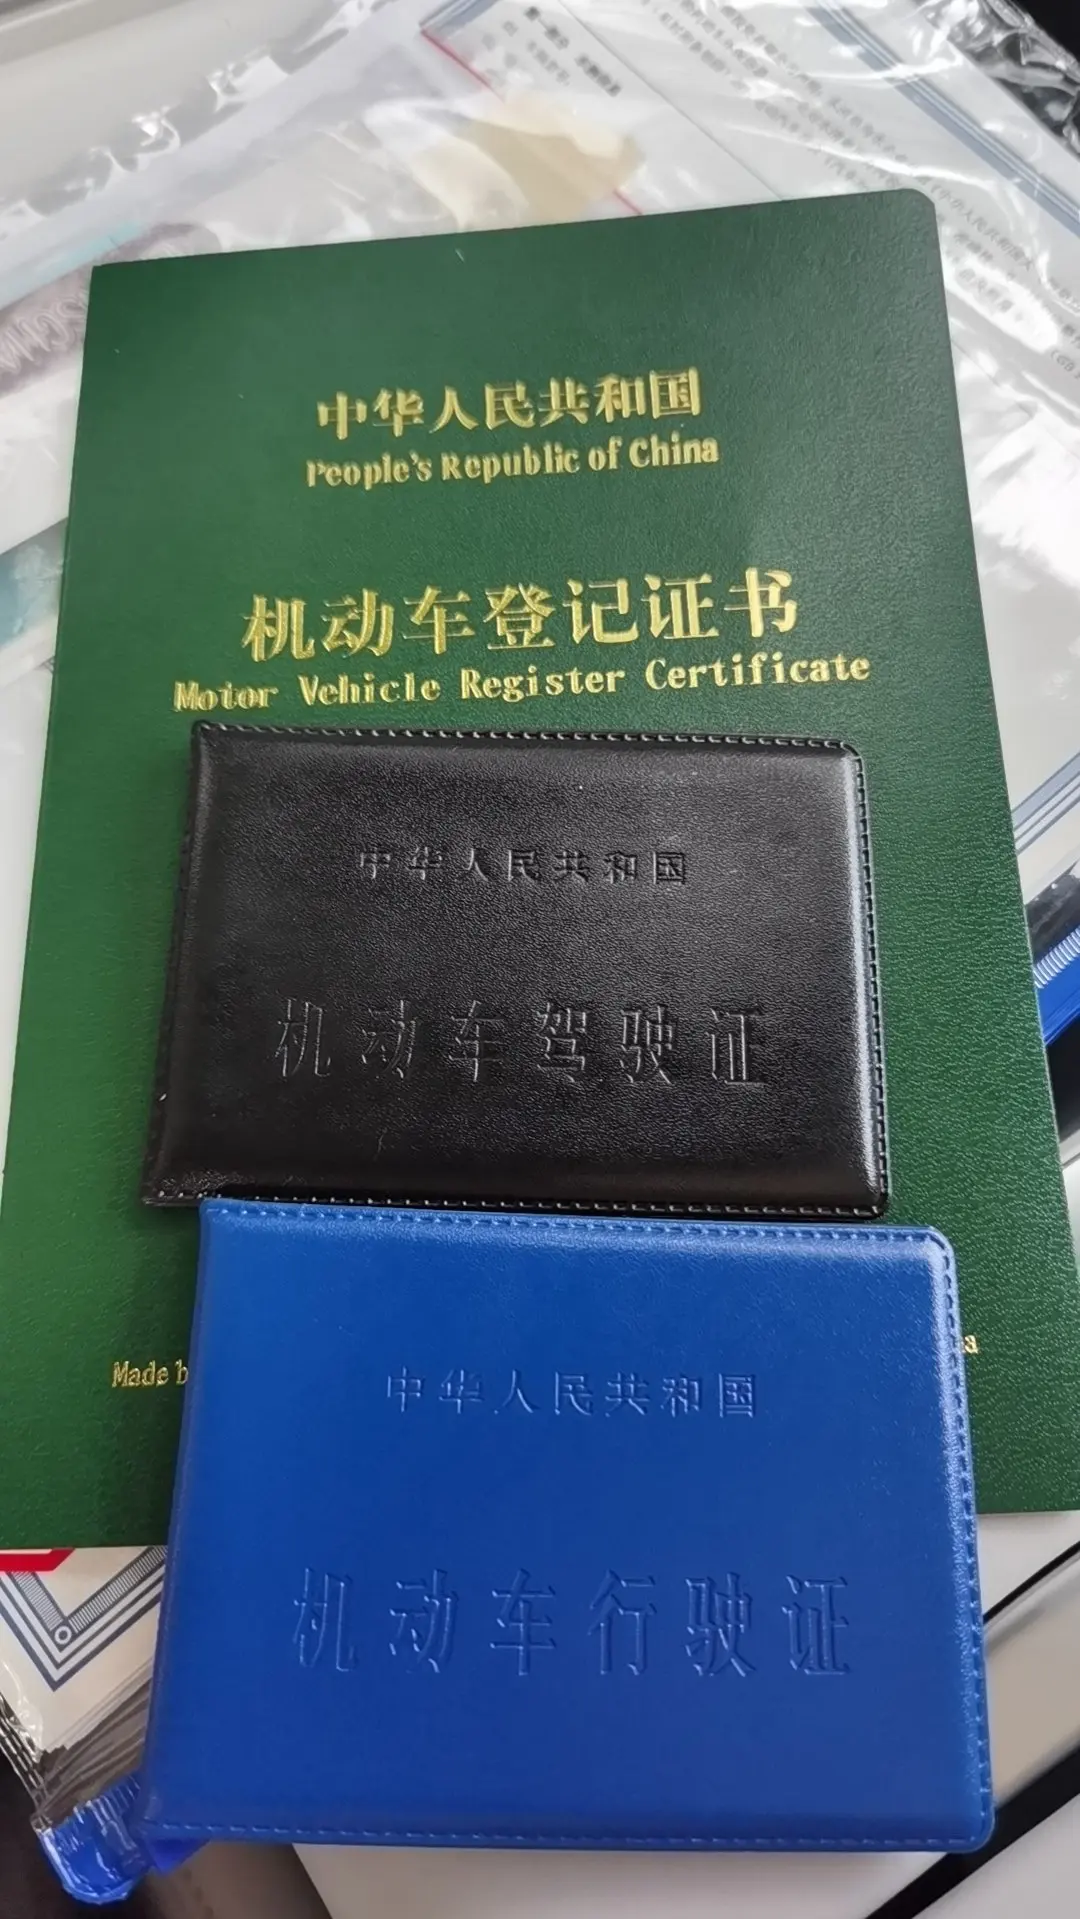 中华人民共和国
People's Republic of China
机动车登记证书
Motor Vehicle Register Certificate
中华人民共和国
机动车驾驶证
Made b
中华人民共和国
机动车行驶证